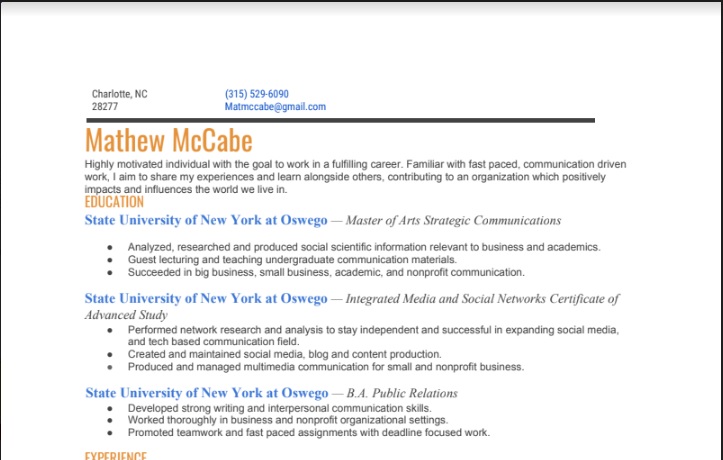 Charlotte, NC
(315) 529-6090
28277
Matmccabe@gmail.com
Mathew McCabe
Highly motivated individual with the goal to work in a fulfilling career. Familiar with fast paced, communication driven
work, I aim to share my experiences and learn alongside others, contributing to an organization which positively
impacts and influences the world we live in.
EDUCATION
State University of New York at Oswego — Master of Arts Strategic Communications
● Analyzed, researched and produced social scientific information relevant to business and academics.
● Guest lecturing and teaching undergraduate communication materials.
● Succeeded in big business, small business, academic, and nonprofit communication.
State University of New York at Oswego — Integrated Media and Social Networks Certificate of
Advanced Study
● Performed network research and analysis to stay independent and successful in expanding social media,
and tech based communication field.
● Created and maintained social media, blog and content production.
● Produced and managed multimedia communication for small and nonprofit business.
State University of New York at Oswego — B.A. Public Relations
● Developed strong writing and interpersonal communication skills.
● Worked thoroughly in business and nonprofit organizational settings.
● Promoted teamwork and fast paced assignments with deadline focused work.
EXPERIENCE